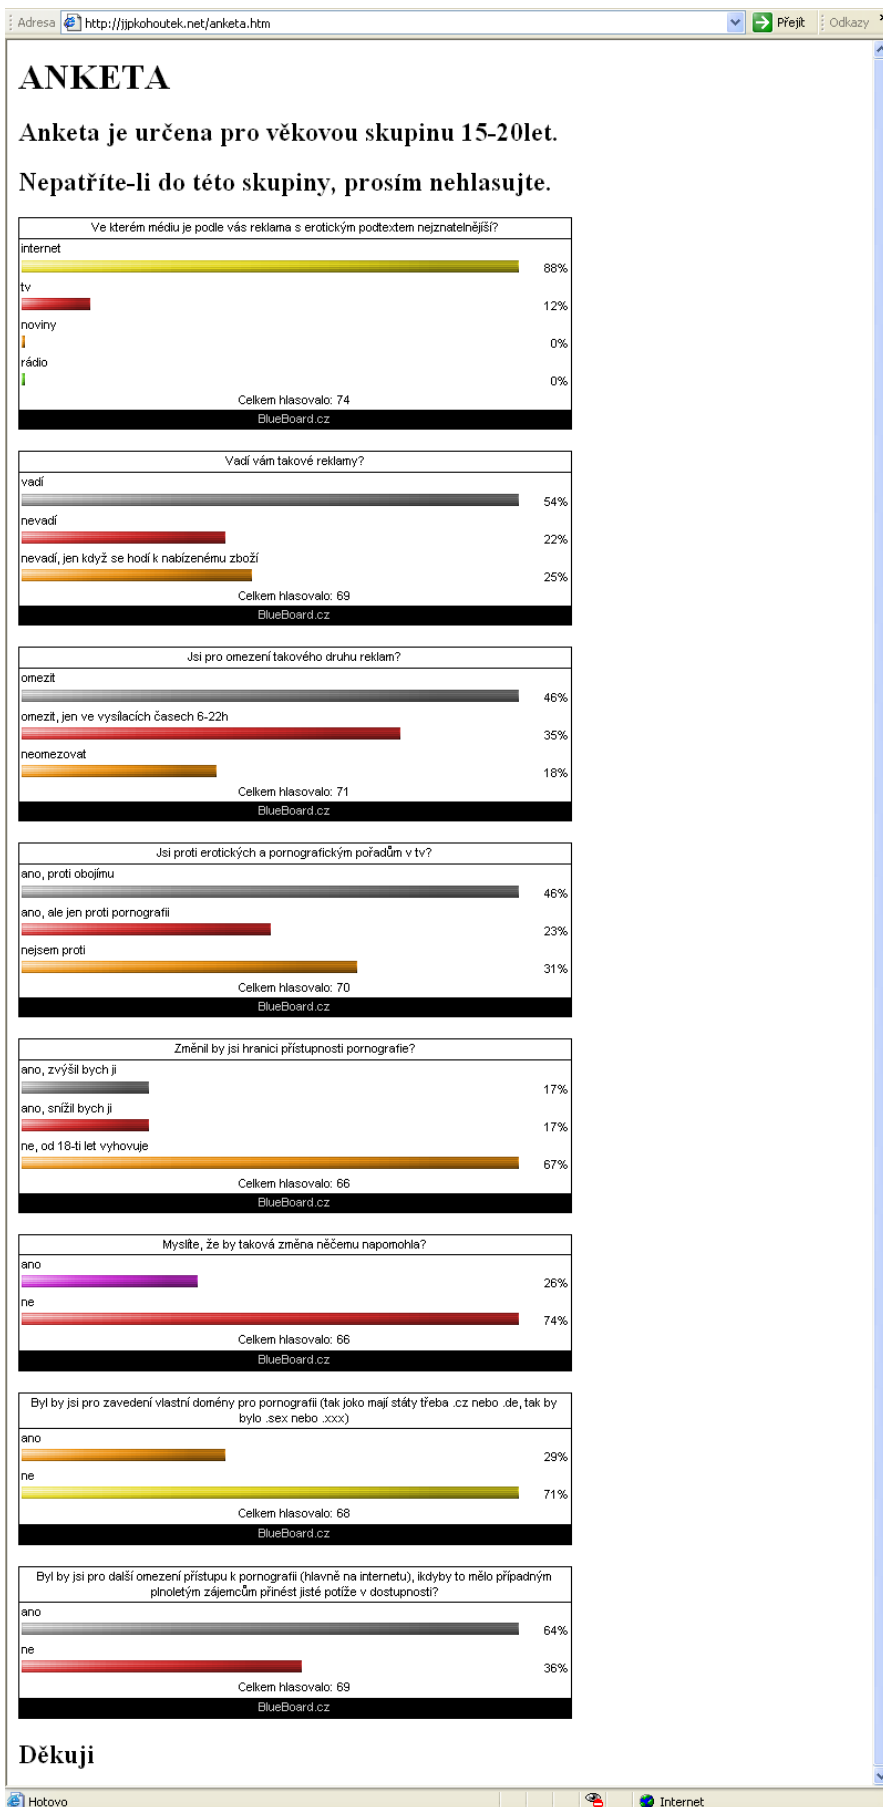 Adresa http://jjpkohoutek.net/anketa.htm Přejít Odkazy
ANKETA
Anketa je určena pro věkovou skupinu 15-20let.
Nepatříte-li do této skupiny, prosím nehlasujte.
Ve kterém médiu je podle vás reklama s erotickým podtextem nejznatelnějíší?
internet
88%
tv
12%
noviny
0%
rádio
0%
Celkem hlasovalo: 74
BlueBoard.cz
Vadí vám takové reklamy?
vadí
54%
nevadí
22%
nevadí, jen když se hodí k nabízenému zboží
25%
Celkem hlasovalo: 69
BlueBoard.cz
Jsi pro omezení takového druhu reklam?
omezit
46%
omezit, jen ve vysílacích časech 6-22h
35%
neomezovat
18%
Celkem hlasovalo: 71
BlueBoard.cz
Jsi proti erotických a pornografickým pořadům v tv?
ano, proti obojímu
46%
ano, ale jen proti pornografii
23%
nejsem proti
31%
Celkem hlasovalo: 70
BlueBoard.cz
Změnil by jsi hranici přístupnosti pornografie?
ano, zvýšil bych ji
17%
ano, snížil bych ji
17%
ne, od 18-ti let vyhovuje
67%
Celkem hlasovalo: 66
BlueBoard.cz
Myslíte, že by taková změna něčemu napomohla?
ano
26%
ne
74%
Celkem hlasovalo: 66
BlueBoard.cz
Byl by jsi pro zavedení vlastní domény pro pornografii (tak joko mají státy třeba .cz nebo .de, tak by
bylo .sex nebo .xxx)
ano
29%
ne
71%
Celkem hlasovalo: 68
BlueBoard.cz
Byl by jsi pro další omezení přístupu k pornografii (hlavně na internetu), ikdyby to mělo případným
plnoletým zájemcům přinést jisté potíže v dostupnosti?
ano
64%
ne
36%
Celkem hlasovalo: 69
BlueBoard.cz
Děkuji
Hotovo Internet